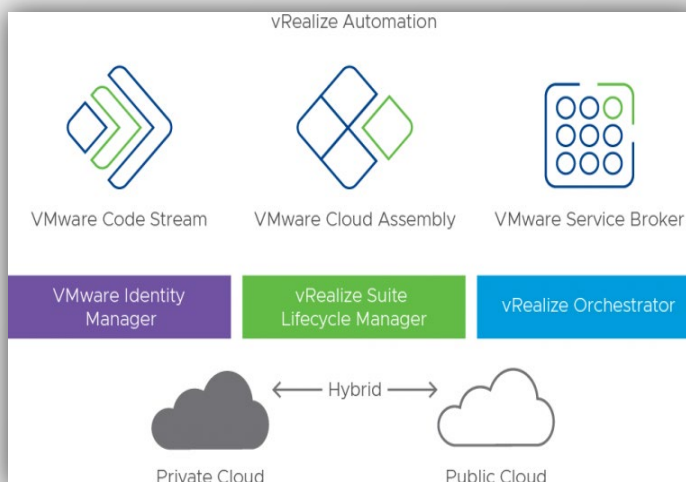 vRealize Automation
VMware Code Stream
VMware Cloud Assembly
VMware Service Broker
VMware Identity
Manager
vRealize Suite
Lifecycle Manager
vRealize Orchestrator
Hybrid
Private Cloud
Public Cloud